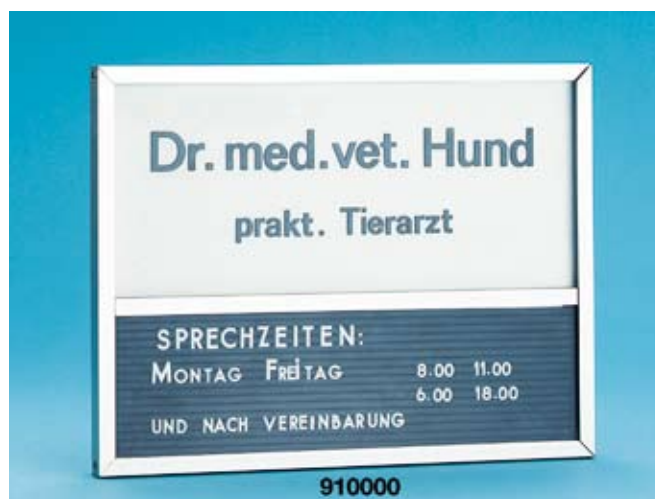 Dr. med. vet. Hund
prakt. Tierarzt
SPRECHZEITEN:
MONTAG FREITAG 8.00 11.00
6.00 18.00
UND NACH VEREINBARUNG
910000